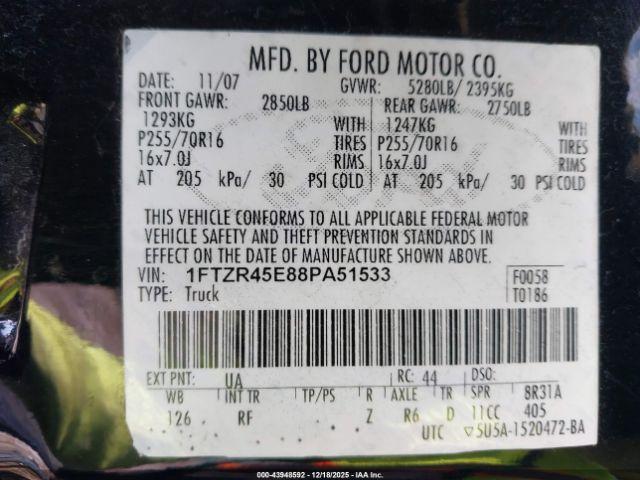 MFD. BY FORD MOTOR CO.
DATE: 11/07 GVWR: 5280LB/ 2395KG
FRONT GAWR: 2850LB REAR GAWR: 2750LB
1293KG WITH 1247KG WITH
P255/70R16 TIRES P255/70R16 TIRES
16x7.0J RIMS 16x7.0J RIMS
AT 205 kPa/ 30 PSI COLD AT 205 kPa/ 30 PSI COLD
THIS VEHICLE CONFORMS TO ALL APPLICABLE FEDERAL MOTOR
VEHICLE SAFETY AND THEFT PREVENTION STANDARDS IN
EFFECT ON THE DATE OF MANUFACTURE SHOWN ABOVE.
VIN: 1FTZR45E88PA51533 F0058
TYPE: Truck T0186
EXT PNT: UA RC: 44 DSO:
WB INT TR TP/PS R AXLE TR SPR 8R31A
126 RF Z R6 D 11CC 405
UTC ▽5U5A-1520472-BA
000-43948592 - 12/18/2025 - IAAI.COM